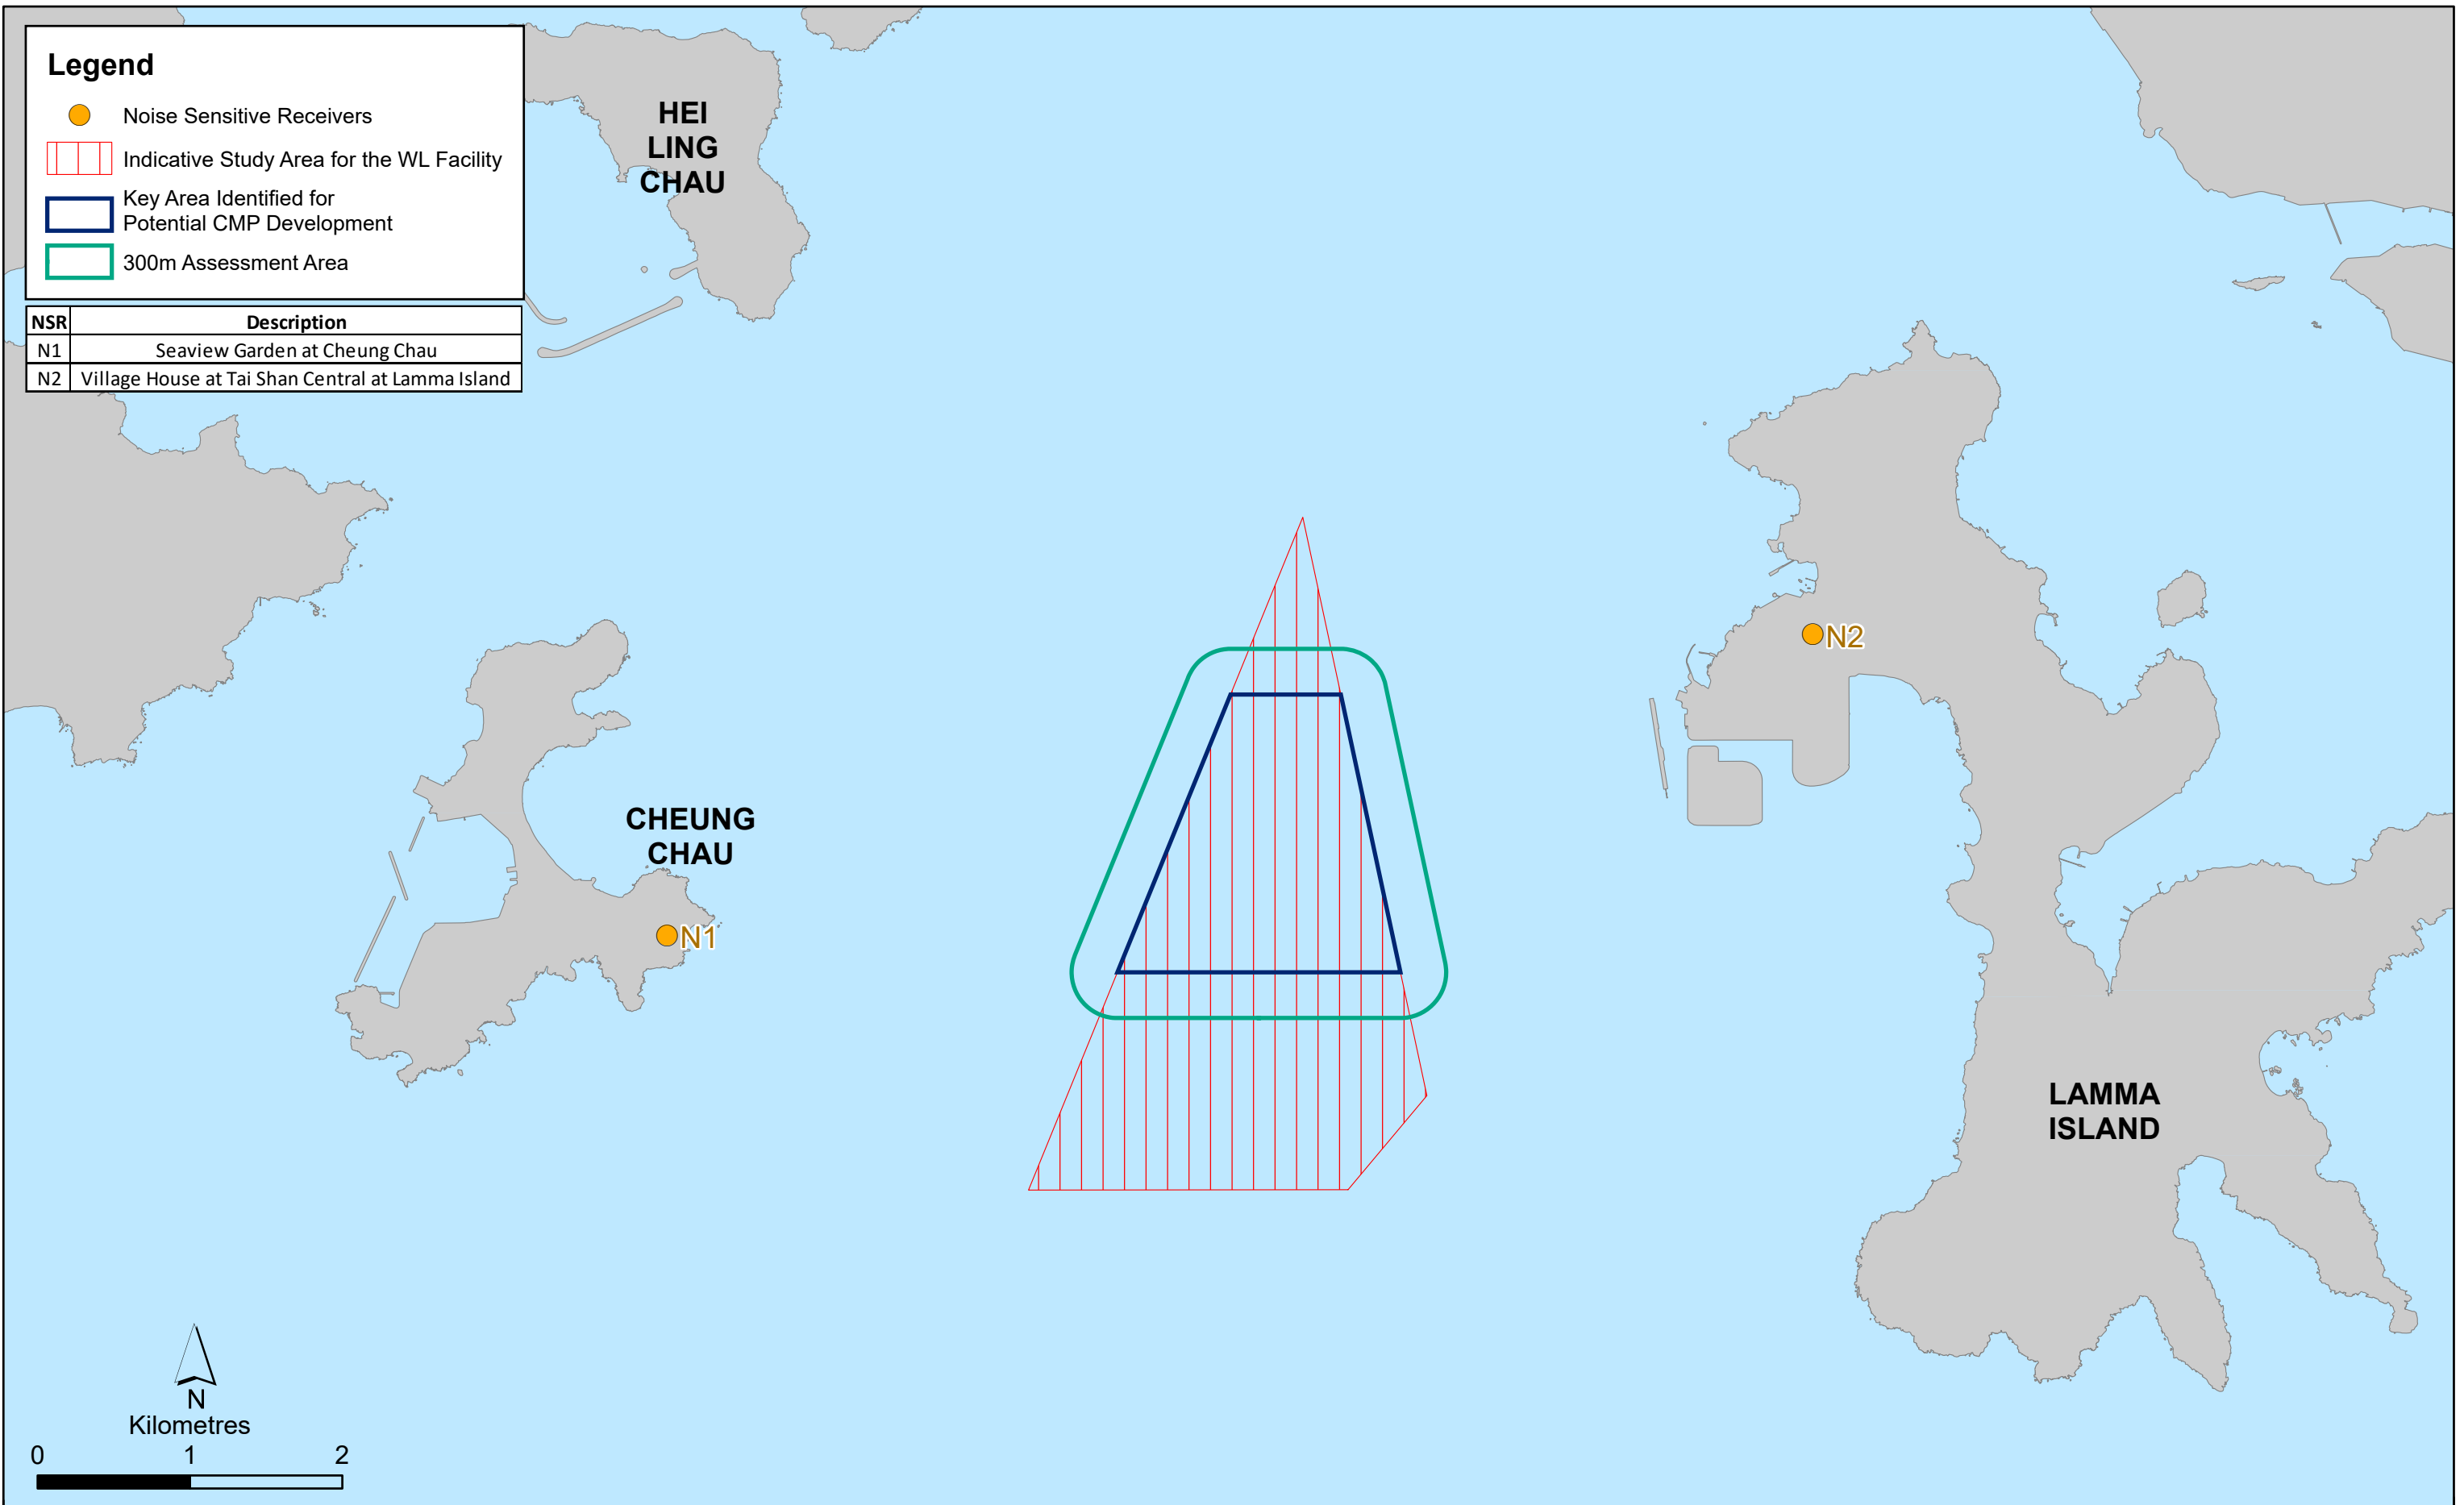 Legend
Noise Sensitive Receivers
Indicative Study Area for the WL Facility
Key Area Identified for
Potential CMP Development
300m Assessment Area
NSR Description
N1 Seaview Garden at Cheung Chau
N2 Village House at Tai Shan Central at Lamma Island
HEI
LING
CHAU
N2
CHEUNG
CHAU
N1
LAMMA
ISLAND
N
Kilometres
0 1 2